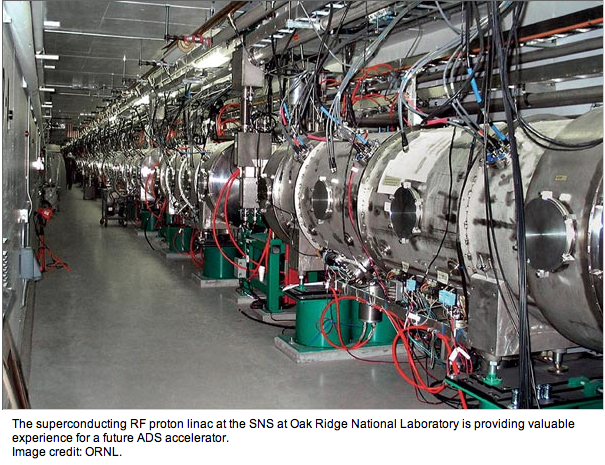 The superconducting RF proton linac at the SNS at Oak Ridge National Laboratory is providing valuable
experience for a future ADS accelerator.
Image credit: ORNL.